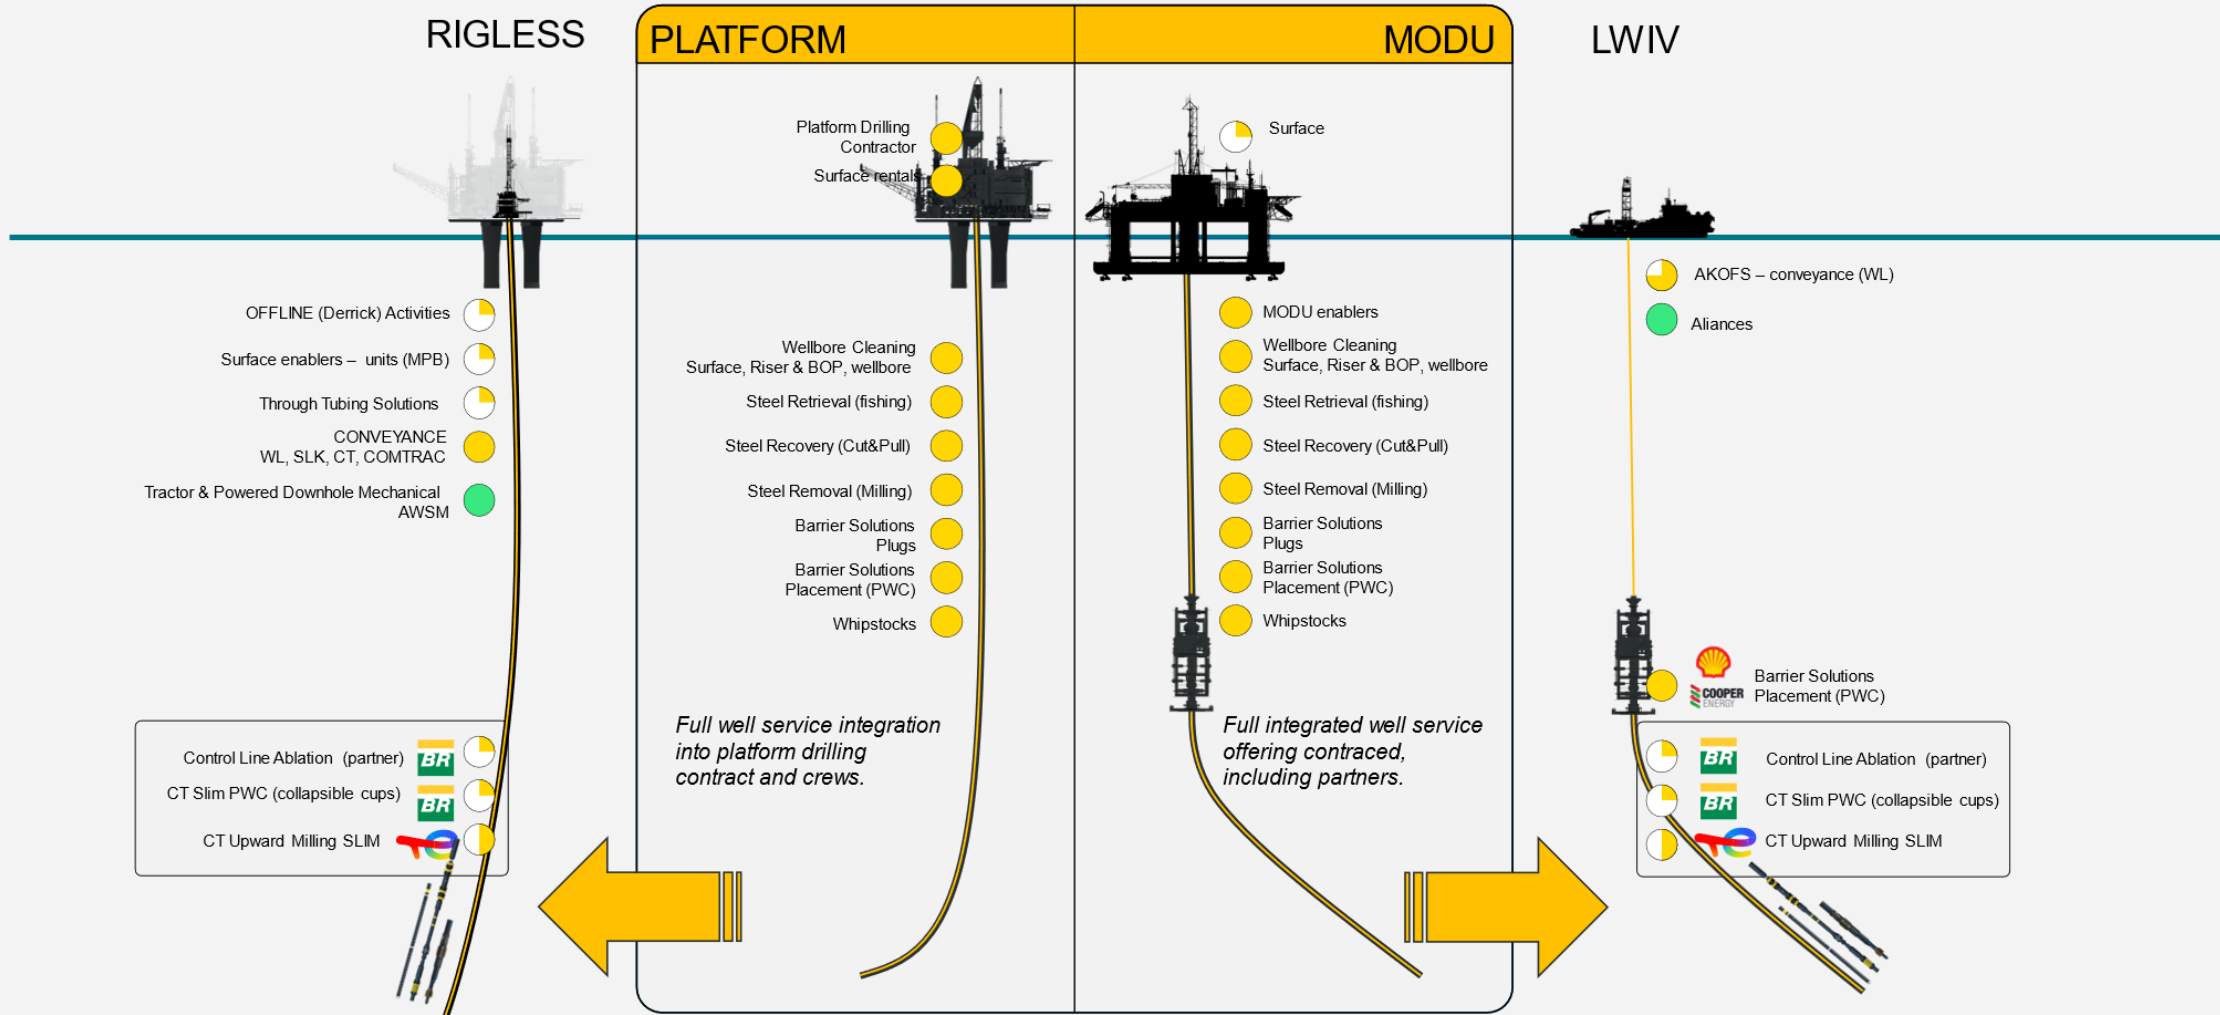 RIGLESS
PLATFORM
MODU
LWIV
OFFLINE (Derrick) Activities
Surface enablers – units (MPB)
Through Tubing Solutions
CONVEYANCE
WL, SLK, CT, COMTRAC
Tractor & Powered Downhole Mechanical
AWSM
Control Line Ablation (partner)
BR
CT Slim PWC (collapsible cups)
BR
CT Upward Milling SLIM
Platform Drilling
Contractor
Surface rentals
Wellbore Cleaning
Surface, Riser & BOP, wellbore
Steel Retrieval (fishing)
Steel Recovery (Cut&Pull)
Steel Removal (Milling)
Barrier Solutions
Plugs
Barrier Solutions
Placement (PWC)
Whipstocks
Full well service integration
into platform drilling
contract and crews.
Surface
MODU enablers
Wellbore Cleaning
Surface, Riser & BOP, wellbore
Steel Retrieval (fishing)
Steel Recovery (Cut&Pull)
Steel Removal (Milling)
Barrier Solutions
Plugs
Barrier Solutions
Placement (PWC)
Whipstocks
Full integrated well service
offering contraced,
including partners.
AKOFS – conveyance (WL)
Aliances
COOPER
ENERGY
Barrier Solutions
Placement (PWC)
BR
Control Line Ablation (partner)
BR
CT Slim PWC (collapsible cups)
CT Upward Milling SLIM